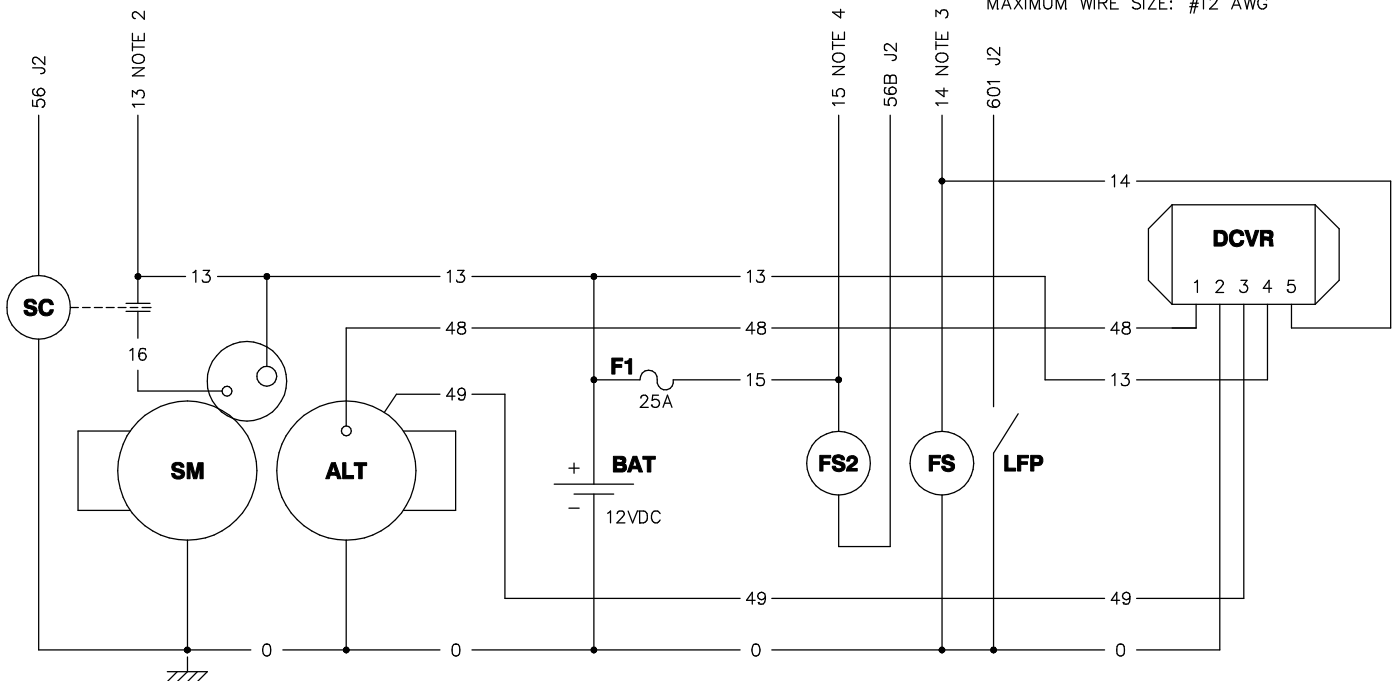 MAXIMUM WIRE SIZE: #12 AWG
56 J2
13 NOTE 2
15 NOTE 4
56B J2
14 NOTE 3
601 J2
14
DCVR
1 2 3 4 5
13
13
13
SC
48
48
48
16
F1
15
13
25A
49
SM
ALT
+
BAT
FS2
FS
LFP
−
12VDC
49
49
0
0
0
0